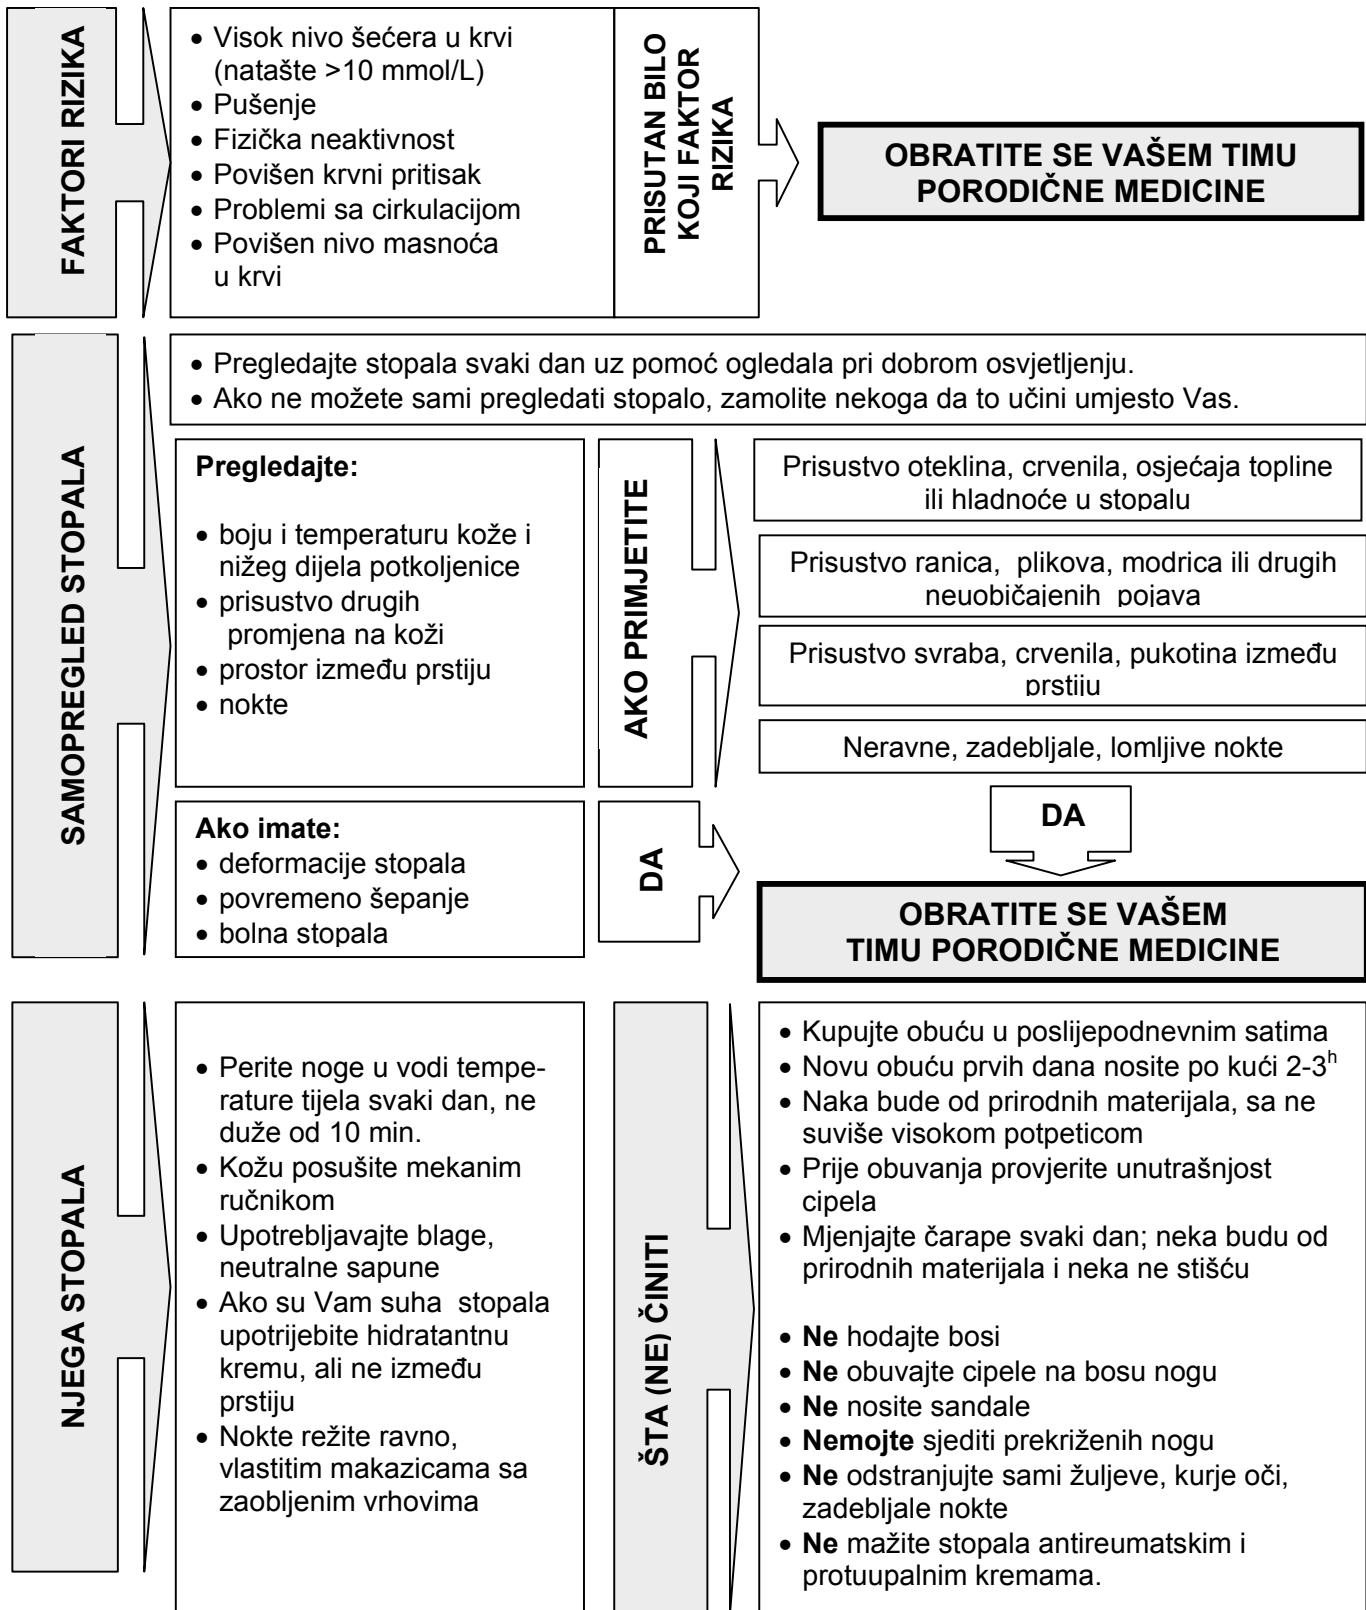 FAKTORI RIZIKA
• Visok nivo šećera u krvi
(natašte >10 mmol/L)
• Pušenje
• Fizička neaktivnost
• Povišen krvni pritisak
• Problemi sa cirkulacijom
• Povišen nivo masnoća
u krvi
PRISUTAN BILO
KOJI FAKTOR
RIZIKA
OBRATITE SE VAŠEM TIMU
PORODIČNE MEDICINE
SAMOPREGLED STOPALA
• Pregledajte stopala svaki dan uz pomoć ogledala pri dobrom osvjetljenju.
• Ako ne možete sami pregledati stopalo, zamolite nekoga da to učini umjesto Vas.
Pregledajte:
• boju i temperaturu kože i
nižeg dijela potkoljenice
• prisustvo drugih
promjena na koži
• prostor između prstiju
• nokte
AKO PRIMJETITE
Prisustvo oteklina, crvenila, osjećaja topline
ili hladnoće u stopalu
Prisustvo ranica, plikova, modrica ili drugih
neuobičajenih pojava
Prisustvo svraba, crvenila, pukotina između
prstiju
Neravne, zadebljale, lomljive nokte
DA
Ako imate:
• deformacije stopala
• povremeno šepanje
• bolna stopala
DA
OBRATITE SE VAŠEM
TIMU PORODIČNE MEDICINE
NJEGA STOPALA
• Perite noge u vodi tempe-
rature tijela svaki dan, ne
duže od 10 min.
• Kožu posušite mekanim
ručnikom
• Upotrebljavajte blage,
neutralne sapune
• Ako su Vam suha stopala
upotrijebite hidratantnu
kremu, ali ne između
prstiju
• Nokte režite ravno,
vlastitim makazicama sa
zaobljenim vrhovima
ŠTA (NE) ČINITI
• Kupujte obuću u poslijepodnevnim satima
• Novu obuću prvih dana nosite po kući 2-3ʰ
• Naka bude od prirodnih materijala, sa ne
suviše visokom potpeticom
• Prije obuvanja provjerite unutrašnjost
cipela
• Mjenjajte čarape svaki dan; neka budu od
prirodnih materijala i neka ne stišću
• Ne hodajte bosi
• Ne obuvajte cipele na bosu nogu
• Ne nosite sandale
• Nemojte sjediti prekriženih nogu
• Ne odstranjujte sami žuljeve, kurje oči,
zadebljale nokte
• Ne mažite stopala antireumatskim i
protuupalnim kremama.